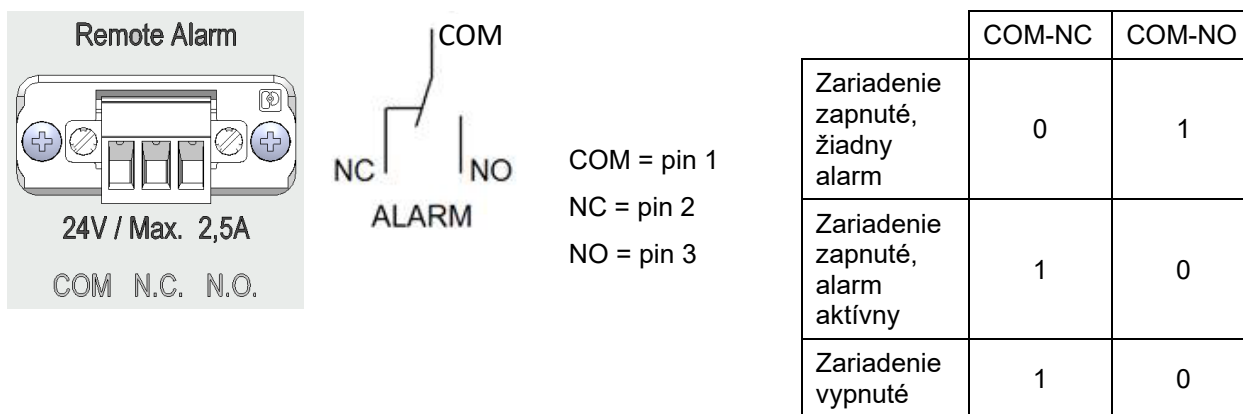 Remote Alarm
24V / Max. 2,5A
COM N.C. N.O.
COM
NC
NO
ALARM
COM = pin 1
NC = pin 2
NO = pin 3
COM-NC COM-NO
Zariadenie
zapnuté,
žiadny
alarm
0 1
Zariadenie
zapnuté,
alarm
aktívny
1 0
Zariadenie
vypnuté
1 0